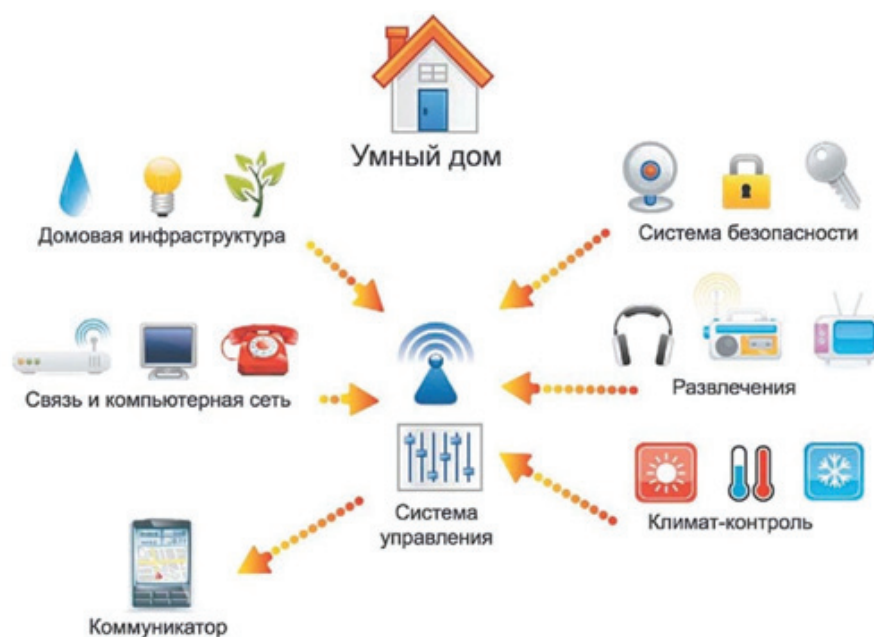 Умный дом
Домовая инфраструктура
Система безопасности
Связь и компьютерная сеть
Развлечения
Система
управления
Климат-контроль
Коммуникатор